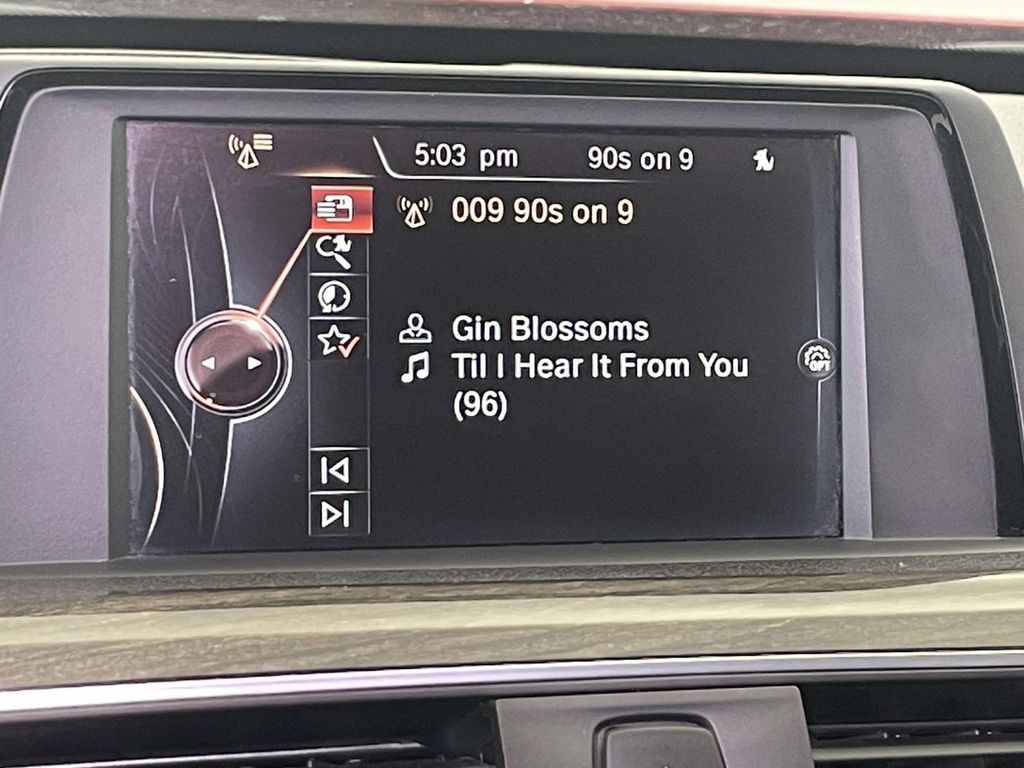 5:03 pm 90s on 9
009 90s on 9
Gin Blossoms
Til I Hear It From You
(96)
OPT